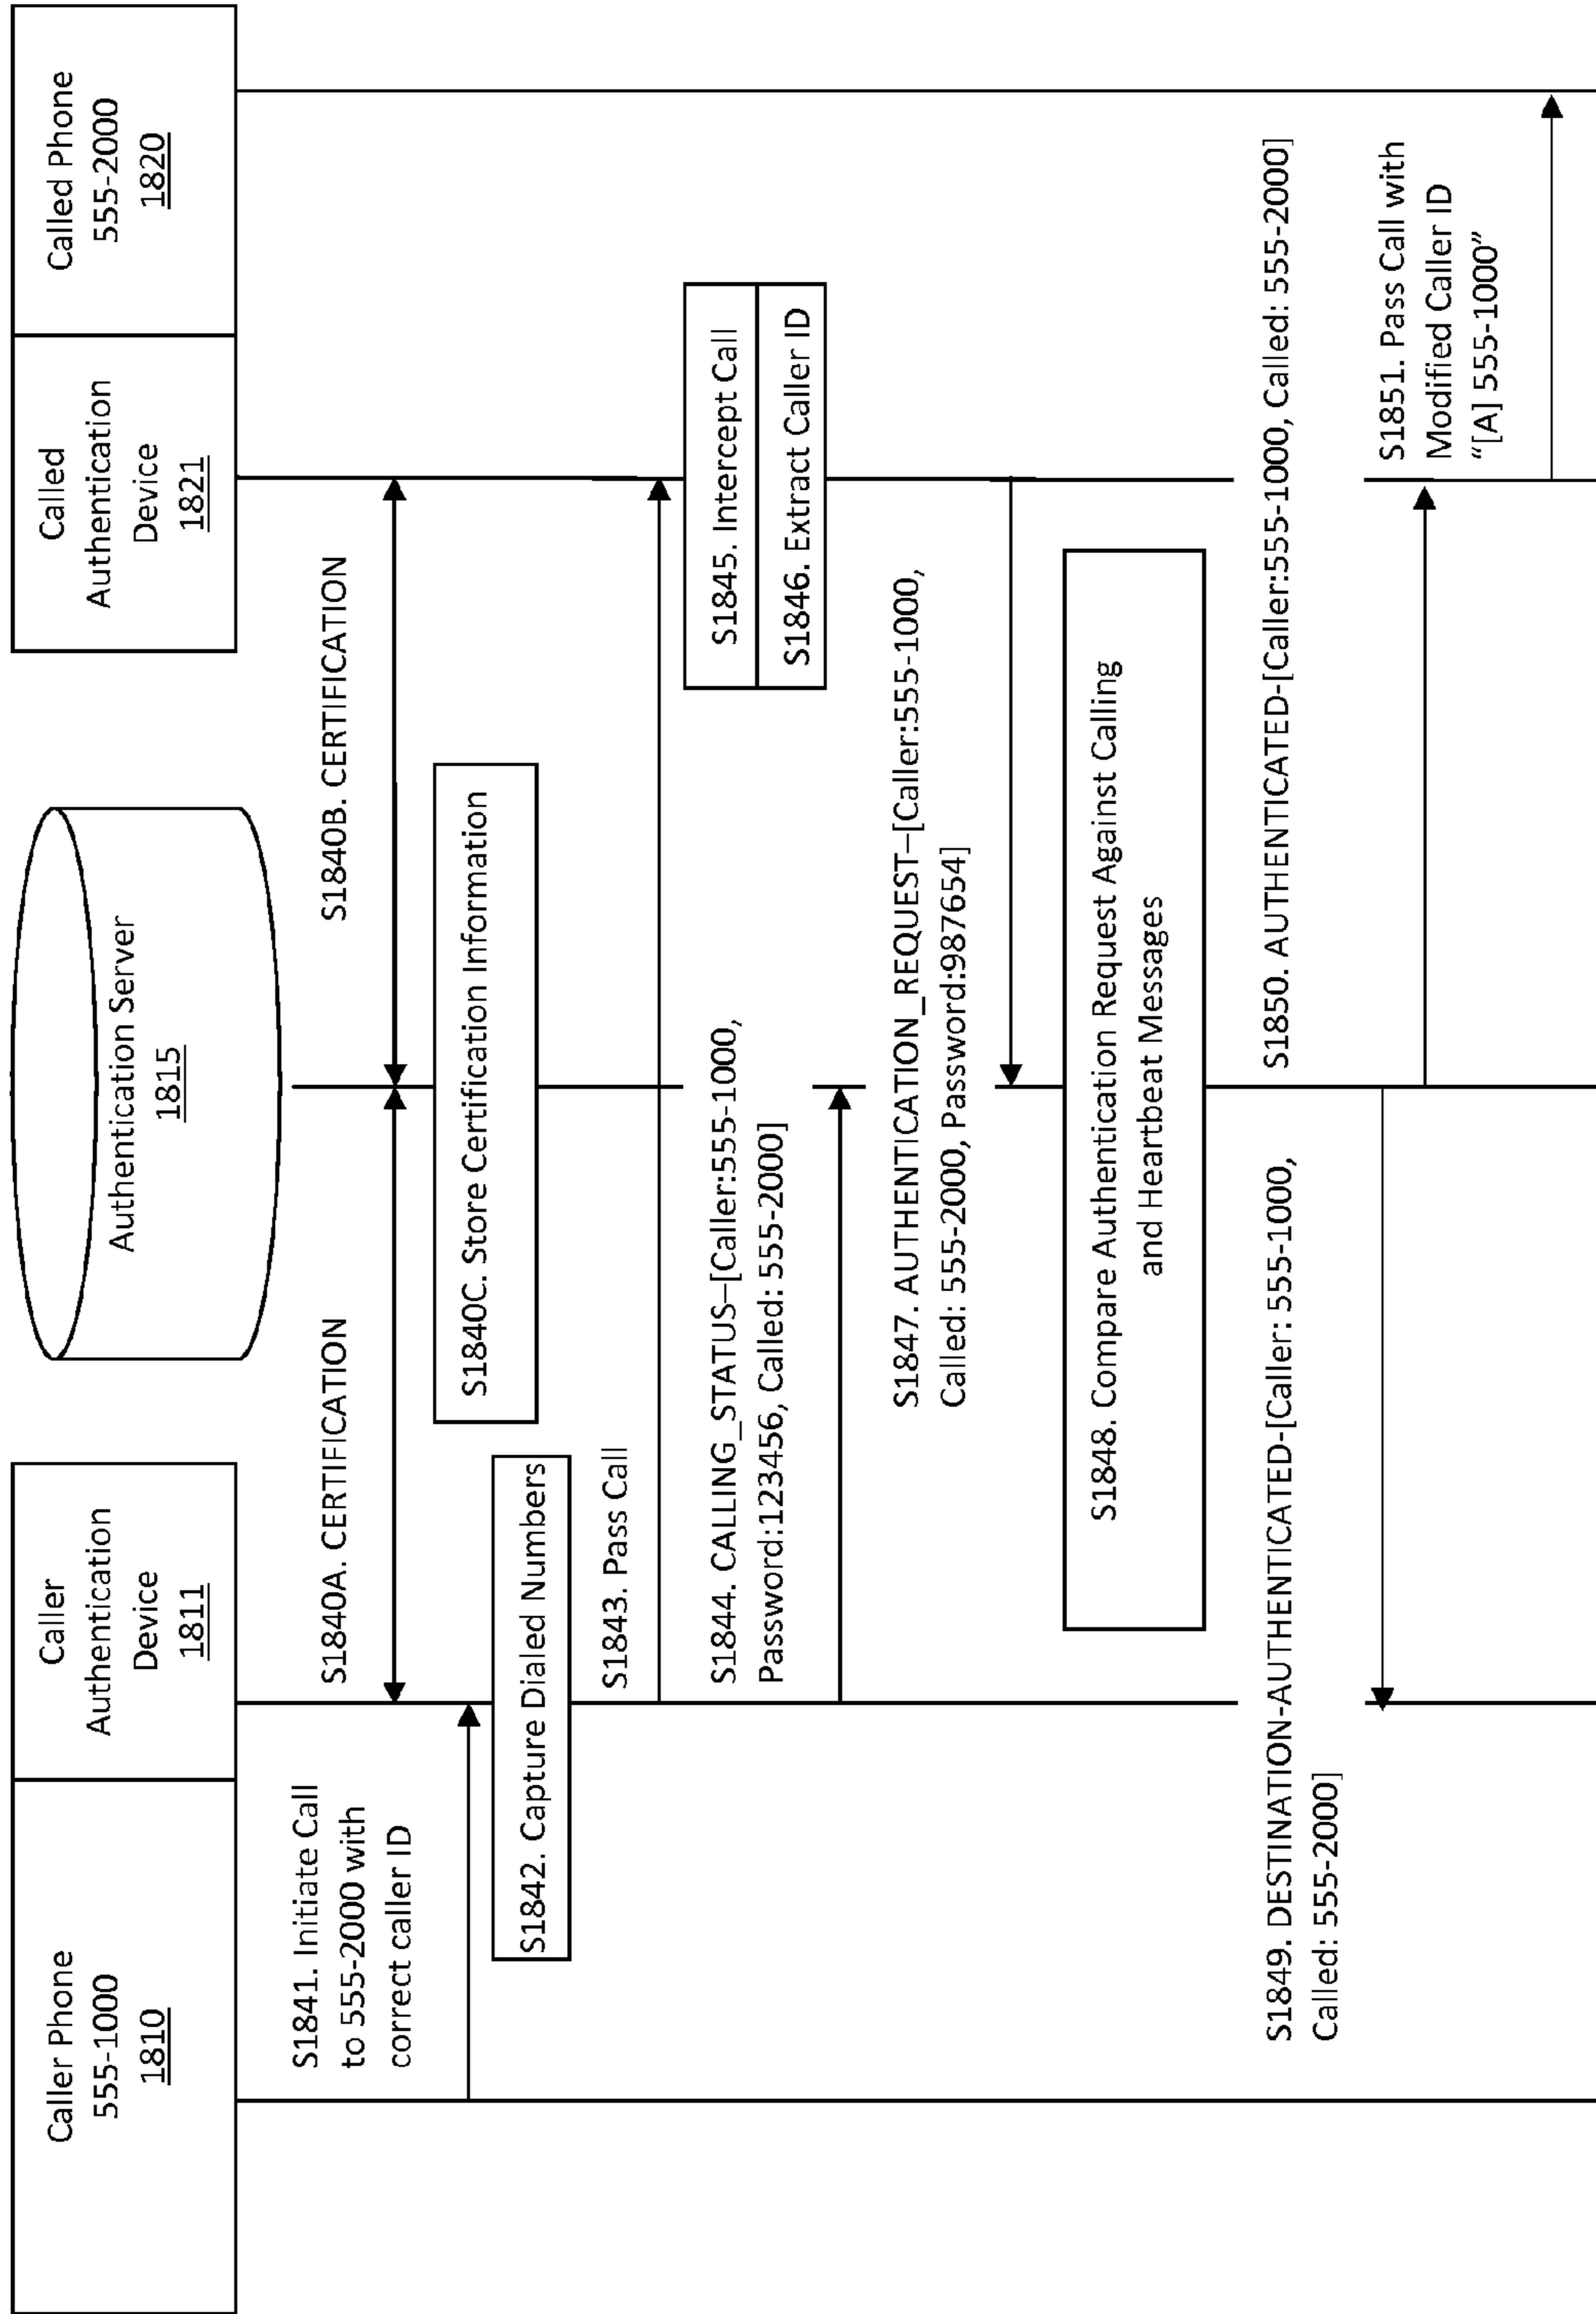 Caller Phone
555-1000
1810
Caller
Authentication
Device
1811
Authentication Server
1815
Called
Authentication
Device
1821
Called Phone
555-2000
1820
S1840A. CERTIFICATION
S1840B. CERTIFICATION
S1841. Initiate Call
to 555-2000 with
correct caller ID
S1840C. Store Certification Information
S1842. Capture Dialed Numbers
S1843. Pass Call
S1845. Intercept Call
S1846. Extract Caller ID
S1844. CALLING_STATUS–[Caller:555-1000,
Password:123456, Called: 555-2000]
S1847. AUTHENTICATION_REQUEST–[Caller:555-1000,
Called: 555-2000, Password:987654]
S1848. Compare Authentication Request Against Calling
and Heartbeat Messages
S1849. DESTINATION-AUTHENTICATED-[Caller: 555-1000,
Called: 555-2000]
S1850. AUTHENTICATED-[Caller:555-1000, Called: 555-2000]
S1851. Pass Call with
Modified Caller ID
“[A] 555-1000”